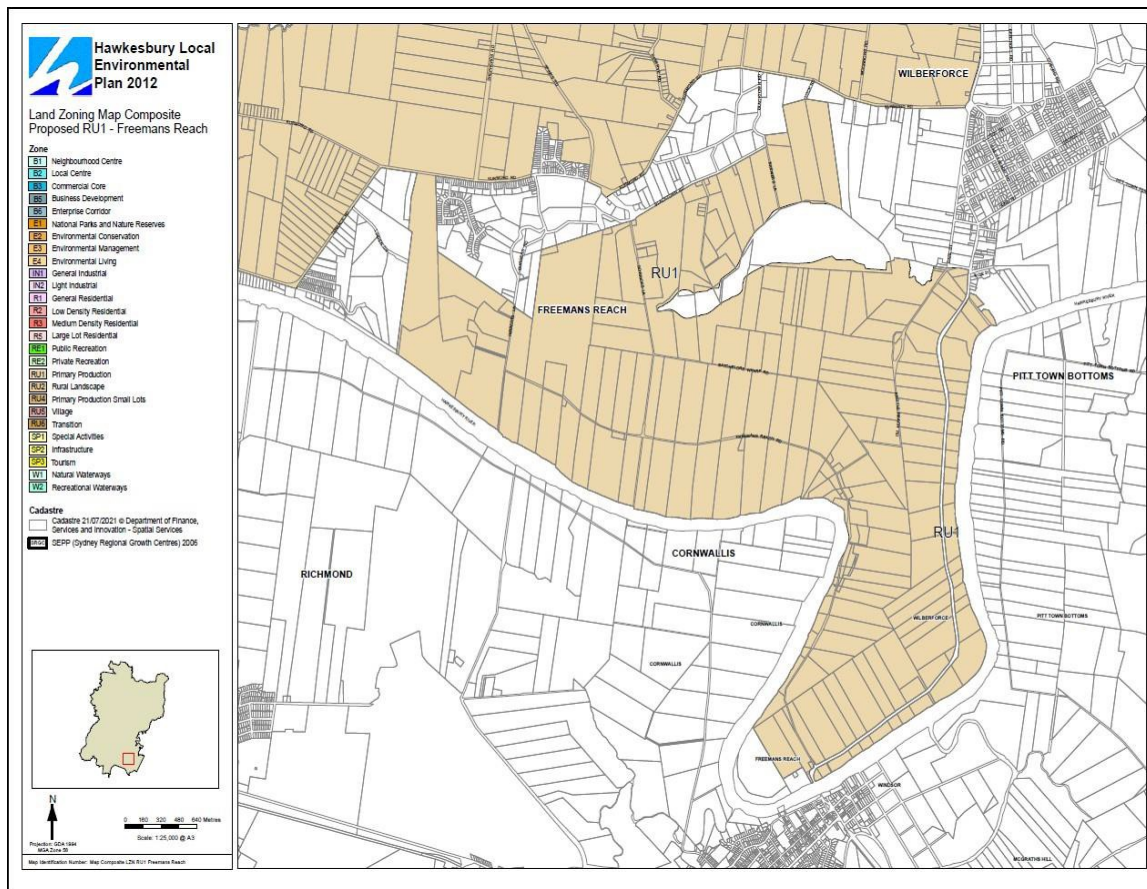 Hawkesbury Local
Environmental
Plan 2012
Land Zoning Map Composite
Proposed RU1 - Freemans Reach
Zone
B1 Neighbourhood Centre
B2 Local Centre
B3 Commercial Core
B5 Business Development
B6 Enterprise Corridor
E1 National Parks and Nature Reserves
E2 Environmental Conservation
E3 Environmental Management
E4 Environmental Living
IN1 General Industrial
IN2 Light Industrial
R1 General Residential
R2 Low Density Residential
R3 Medium Density Residential
R5 Large Lot Residential
RE1 Public Recreation
RE2 Private Recreation
RU1 Primary Production
RU2 Rural Landscape
RU4 Primary Production Small Lots
RU5 Village
RU6 Transition
SP1 Special Activities
SP2 Infrastructure
SP3 Tourism
W1 Natural Waterways
W2 Recreational Waterways
Cadastre
Cadastre 21/07/2021 © Department of Finance,
Services and Innovation - Spatial Services
SEPP (Sydney Regional Growth Centres) 2006
N
0 160 320 480 640 Metres
Scale: 1:25,000 @ A3
Projection: GDA 1994
MGA Zone 56
Map Identification Number: Map Composite LZN RU1 Freemans Reach
WILBERFORCE
RU1
FREEMANS REACH
HAWKESBURY RIVER
PITT TOWN BOTTOMS
HAWKESBURY RIVER
RU1
CORNWALLIS
RICHMOND
WILBERFORCE
PITT TOWN BOTTOMS
CORNWALLIS
CORNWALLIS
FREEMANS REACH
WINDSOR
MCGRATHS HILL